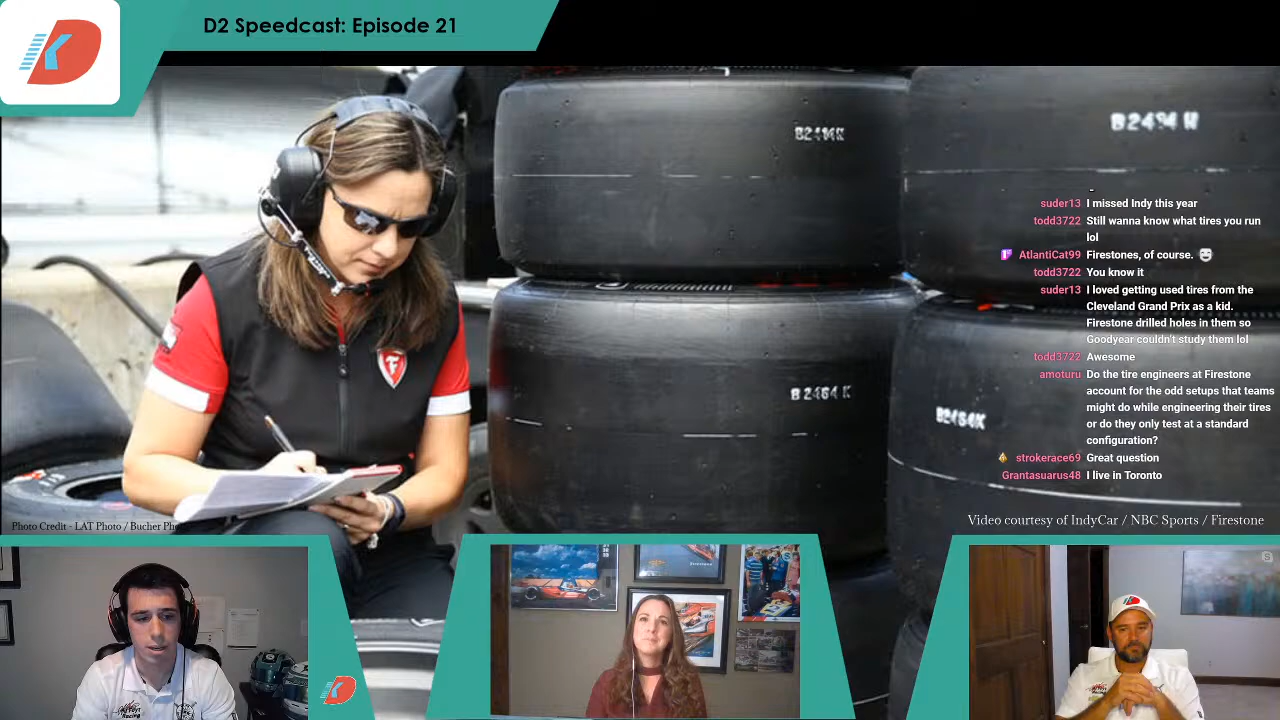 D2 Speedcast: Episode 21
B2494K
B2494K
suder13 I missed Indy this year
todd3722 Still wanna know what tires you run
lol
AtlantiCat99 Firestones, of course.
todd3722 You know it
suder13 I loved getting used tires from the
Cleveland Grand Prix as a kid.
Firestone drilled holes in them so
Goodyear couldn't study them lol
todd3722 Awesome
amoturu Do the tire engineers at Firestone
account for the odd setups that teams
might do while engineering their tires
or do they only test at a standard
configuration?
strokerace69 Great question
Grantasuarus48 I live in Toronto
B2464K
B2464K
F
Photo Credit - LAT Photo / Bucher
Video courtesy of IndyCar / NBC Sports / Firestone